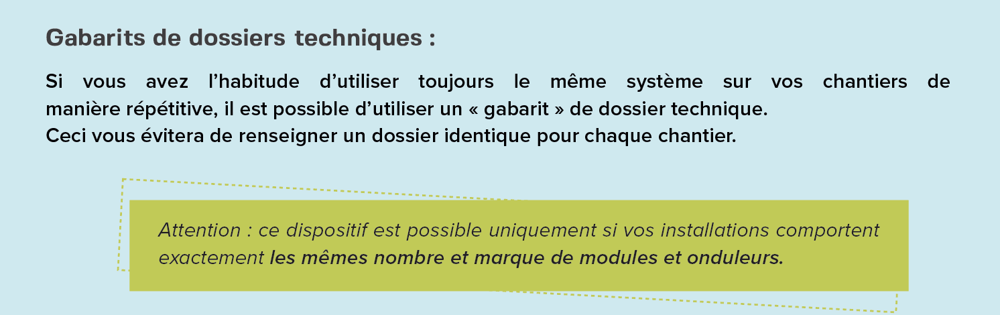 Gabarits de dossiers techniques :
Si vous avez l’habitude d’utiliser toujours le même système sur vos chantiers de
manière répétitive, il est possible d’utiliser un « gabarit » de dossier technique.
Ceci vous évitera de renseigner un dossier identique pour chaque chantier.
Attention : ce dispositif est possible uniquement si vos installations comportent
exactement les mêmes nombre et marque de modules et onduleurs.